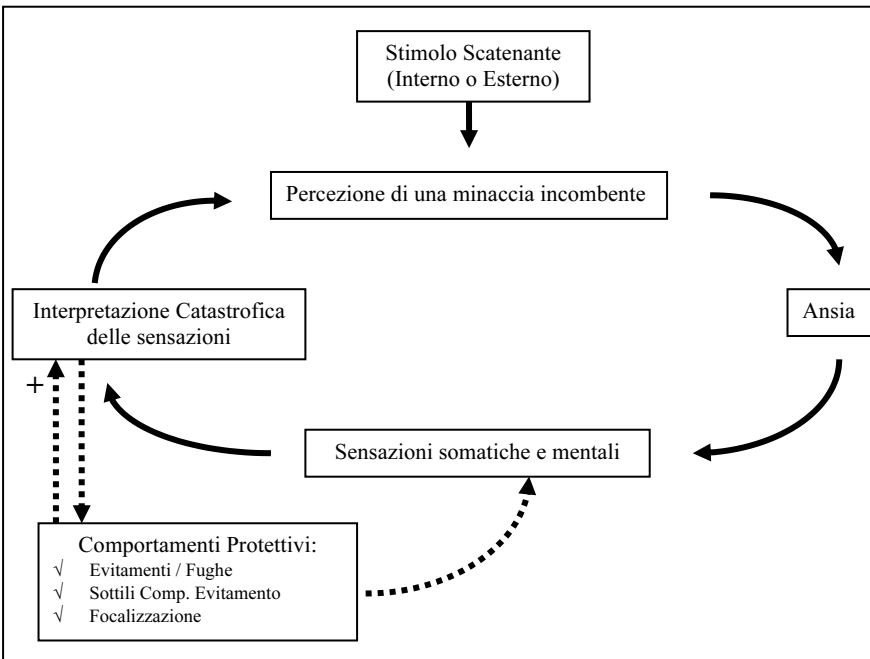 Stimolo Scatenante
(Interno o Esterno)
Percezione di una minaccia incombente
Interpretazione Catastrofica
delle sensazioni
Ansia
+
Sensazioni somatiche e mentali
Comportamenti Protettivi:
√ Evitamenti / Fughe
√ Sottili Comp. Evitamento
√ Focalizzazione